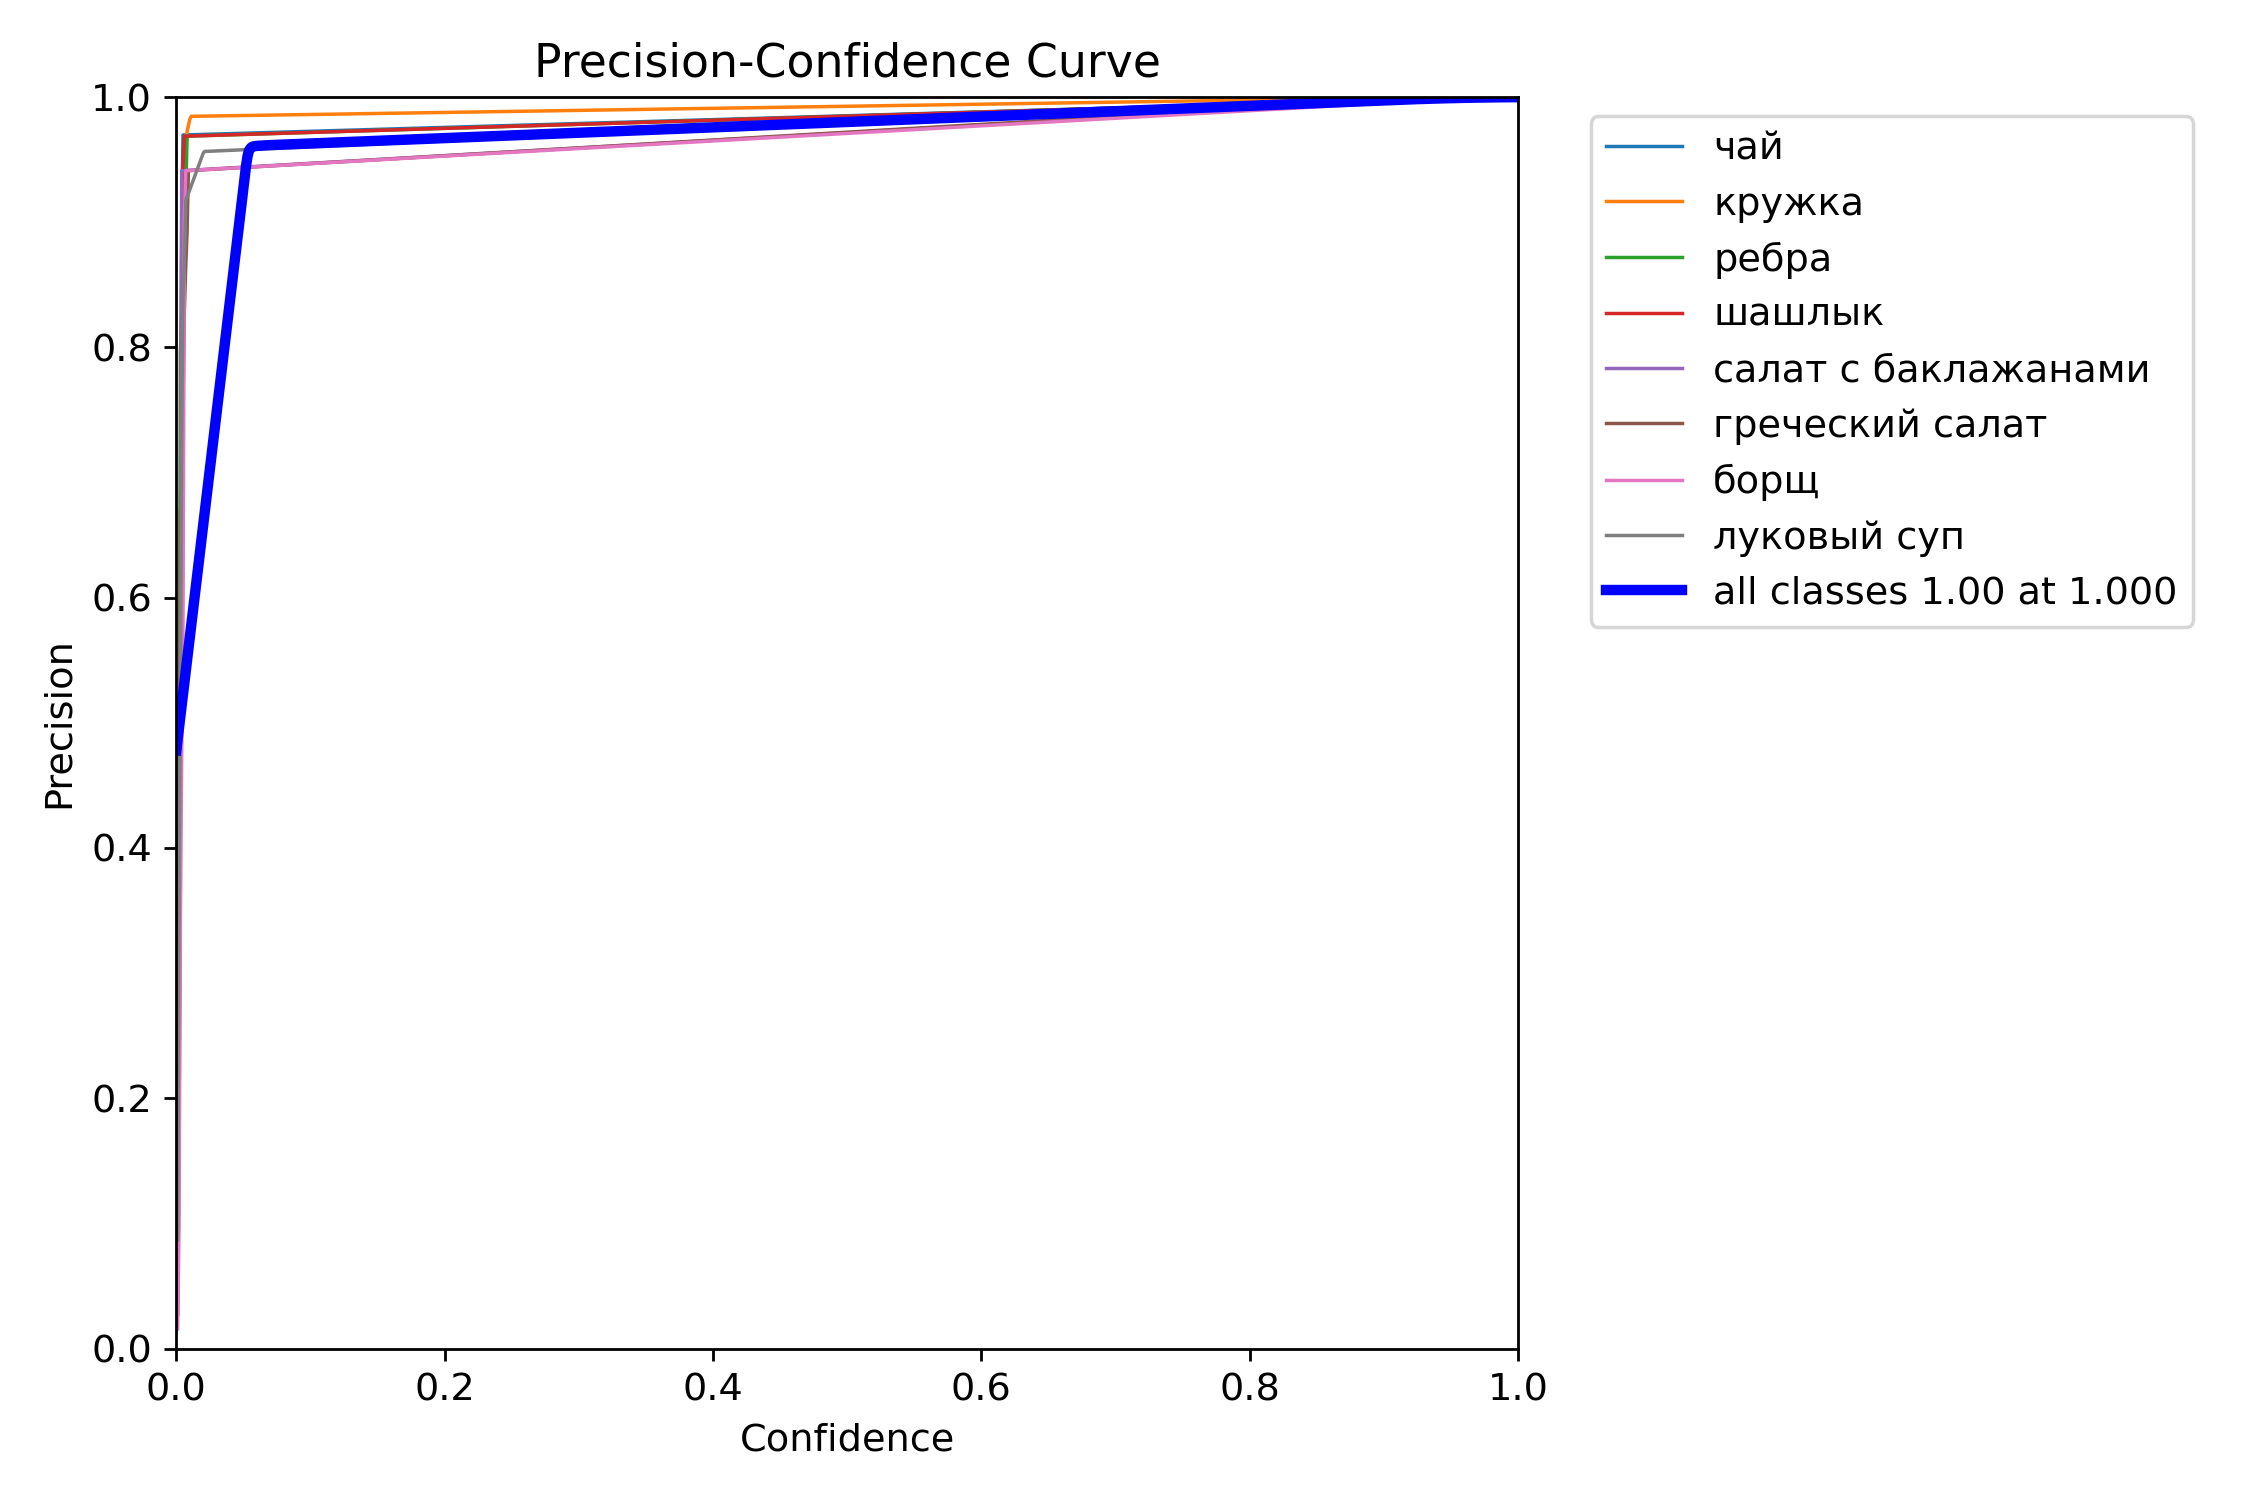 Precision-Confidence Curve
1.0
0.8
0.6
0.4
0.2
0.0
Precision
0.0 0.2 0.4 0.6 0.8 1.0
Confidence
чай
кружка
ребра
шашлык
салат с баклажанами
греческий салат
борщ
луковый суп
all classes 1.00 at 1.000